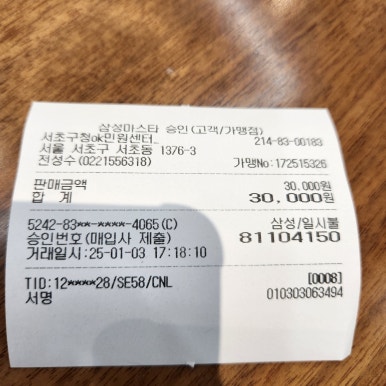 삼성마스타 승인(고객/가맹점)
서초구청ok민원센터_ 214-83-00183
서울 서초구 서초동 1376-3
전성수(0221556318) 가맹No:172515326
판매금액 30,000원
합 계 30,000원
5242-83**-****-4065(C) 삼성/일시불
승인번호(매입사 제출) 81104150
거래일시:25-01-03 17:18:10
TID:12****28/SE58/CNL [0008]
서명 010303063494